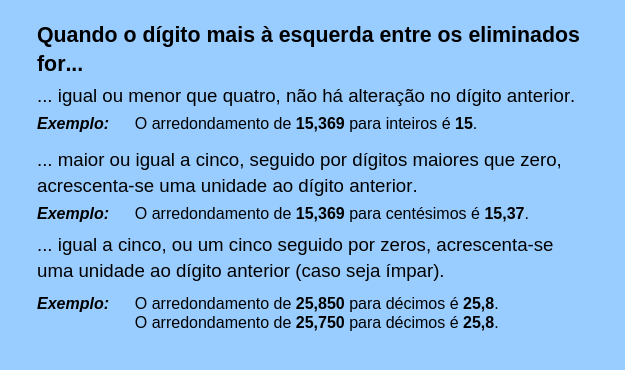 Quando o dígito mais à esquerda entre os eliminados
for...
... igual ou menor que quatro, não há alteração no dígito anterior.
Exemplo: O arredondamento de 15,369 para inteiros é 15.
... maior ou igual a cinco, seguido por dígitos maiores que zero,
acrescenta-se uma unidade ao dígito anterior.
Exemplo: O arredondamento de 15,369 para centésimos é 15,37.
... igual a cinco, ou um cinco seguido por zeros, acrescenta-se
uma unidade ao dígito anterior (caso seja ímpar).
Exemplo: O arredondamento de 25,850 para décimos é 25,8.
O arredondamento de 25,750 para décimos é 25,8.